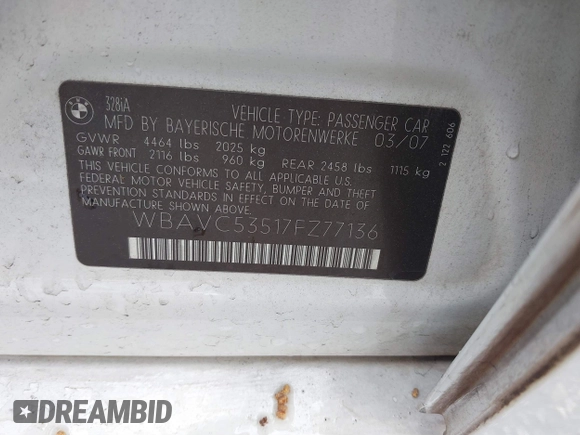 BMW
328iA
VEHICLE TYPE: PASSENGER CAR
MFD BY BAYERISCHE MOTORENWERKE 03/07
GVWR 4464 lbs 2025 kg
GAWR FRONT 2116 lbs 960 kg REAR 2458 lbs 1115 kg
THIS VEHICLE CONFORMS TO ALL APPLICABLE U.S.
FEDERAL MOTOR VEHICLE SAFETY, BUMPER AND THEFT
PREVENTION STANDARDS IN EFFECT ON THE DATE OF
MANUFACTURE SHOWN ABOVE.
WBAVC53517FZ77136
2 122 606
DREAMBID